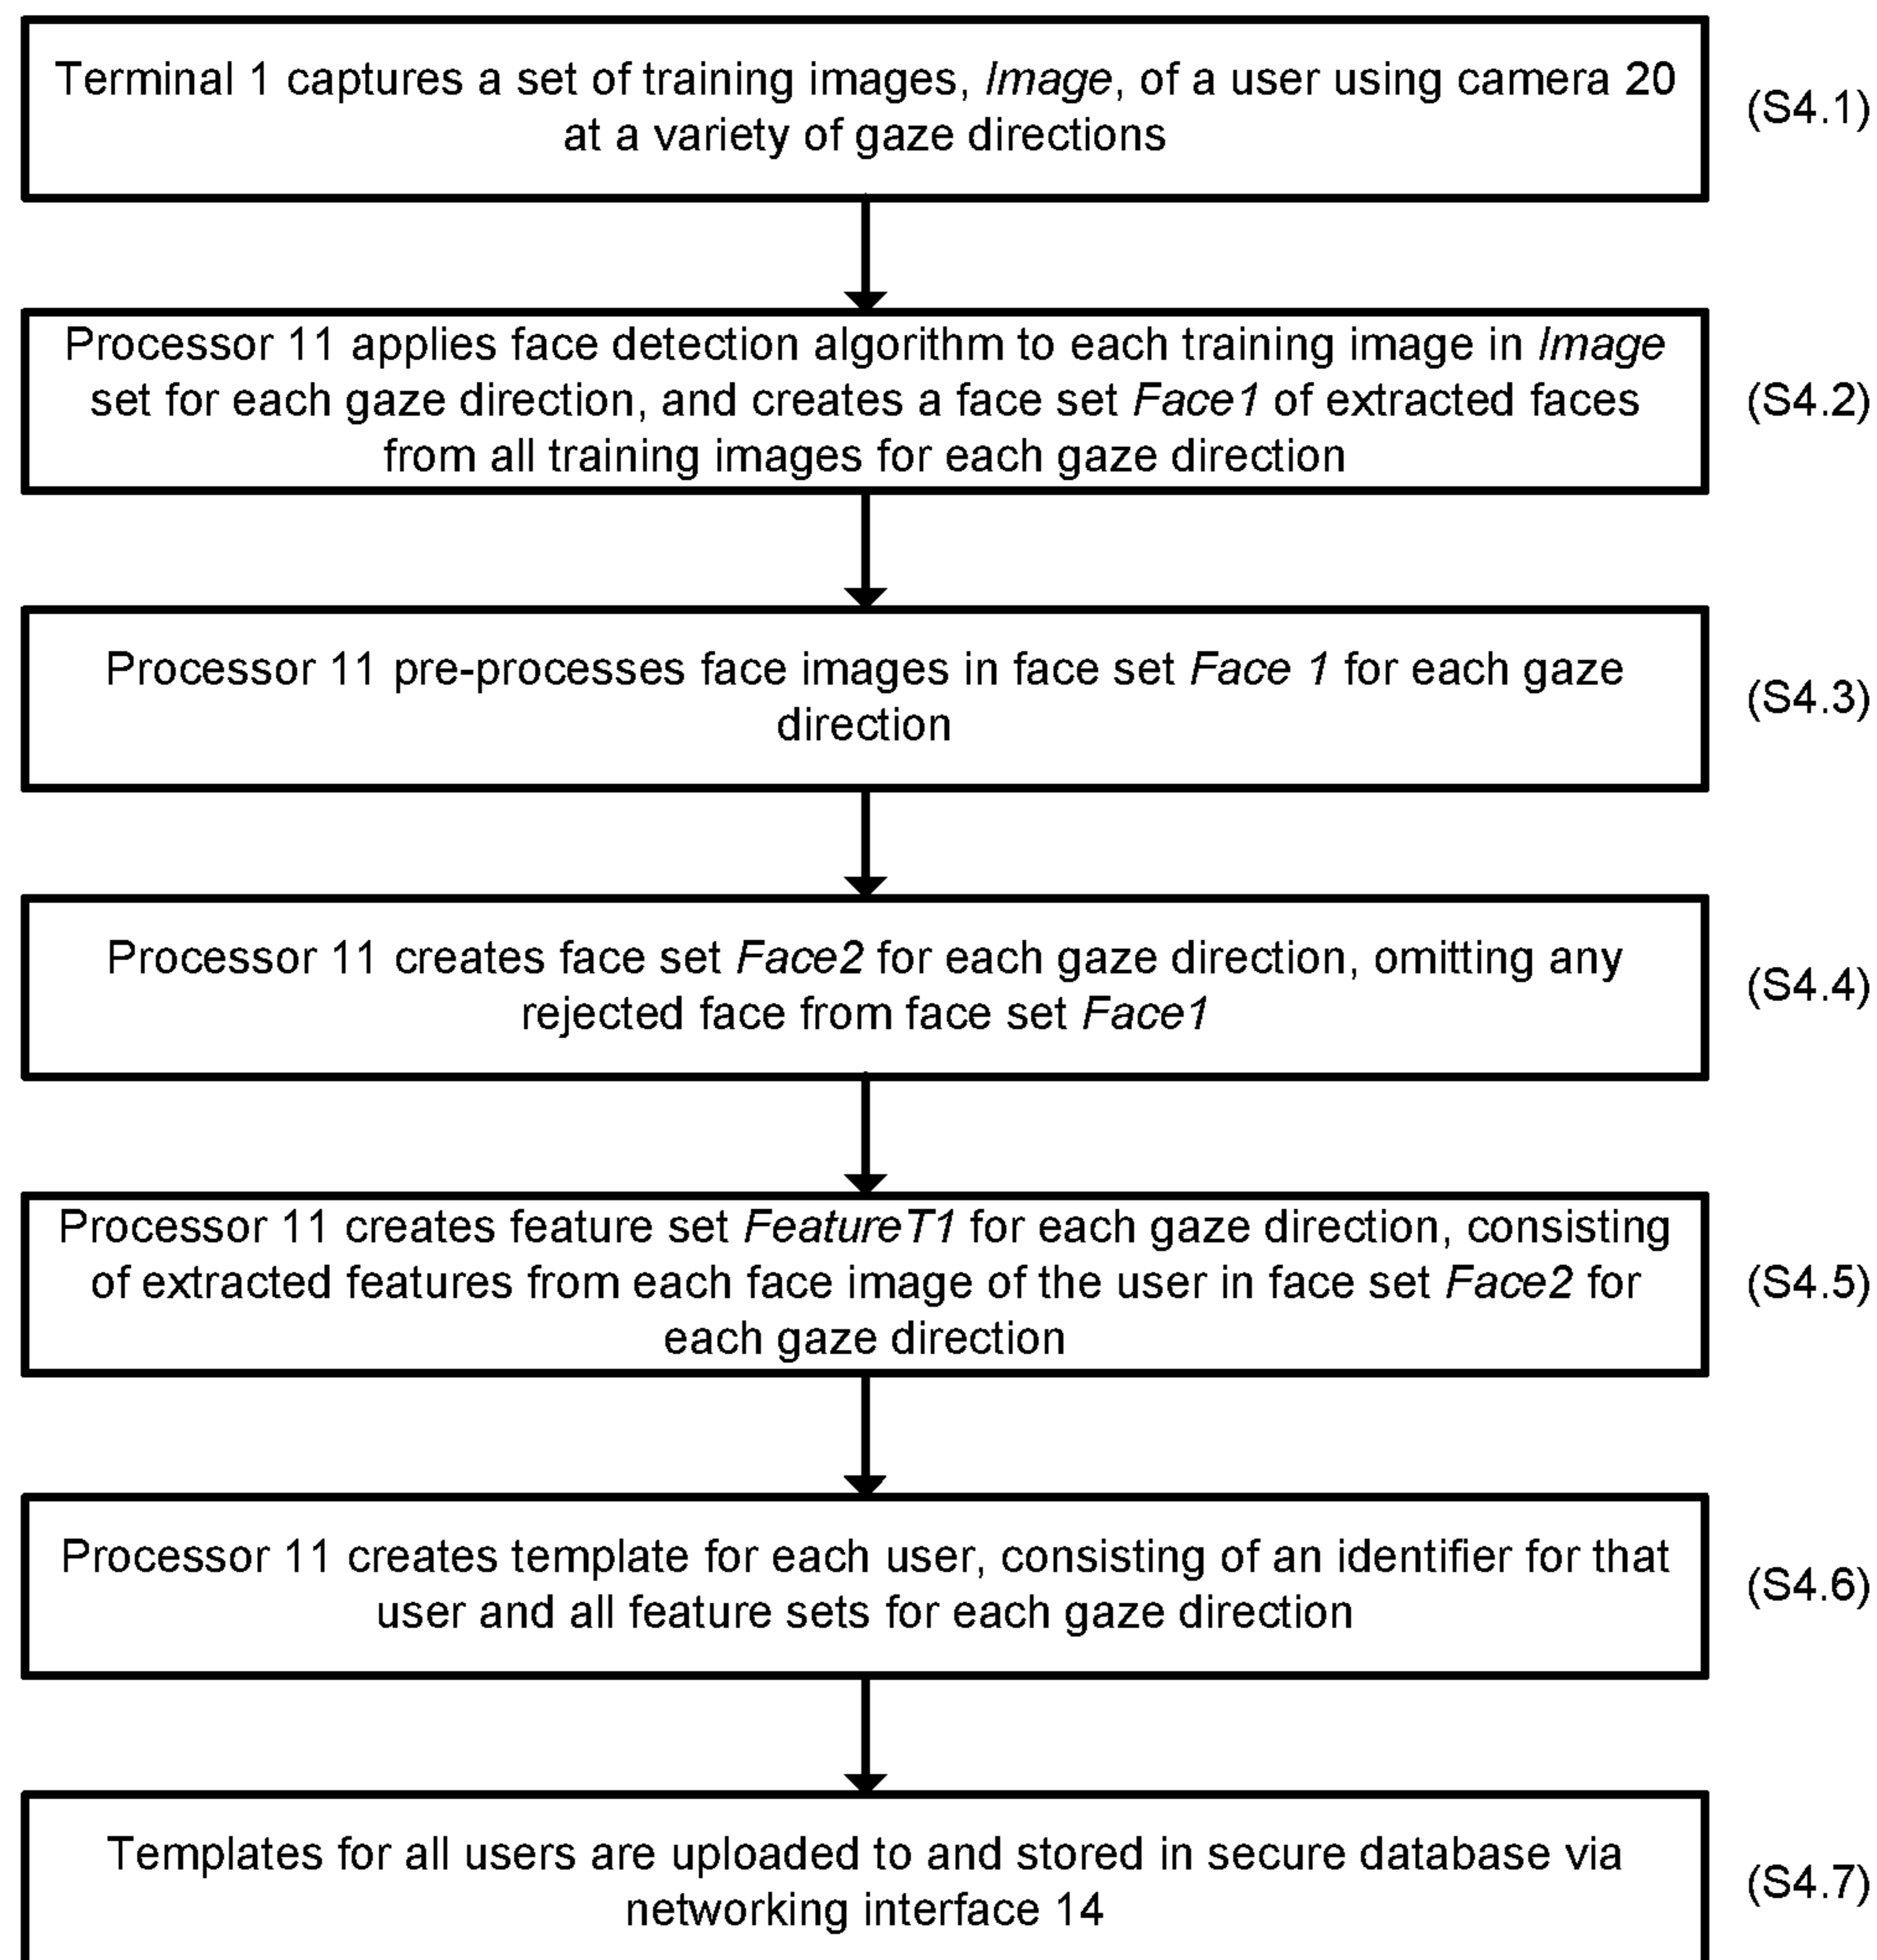 Terminal 1 captures a set of training images, Image, of a user using camera 20
at a variety of gaze directions
(S4.1)
Processor 11 applies face detection algorithm to each training image in Image
set for each gaze direction, and creates a face set Face1 of extracted faces
from all training images for each gaze direction
(S4.2)
Processor 11 pre-processes face images in face set Face 1 for each gaze
direction
(S4.3)
Processor 11 creates face set Face2 for each gaze direction, omitting any
rejected face from face set Face1
(S4.4)
Processor 11 creates feature set FeatureT1 for each gaze direction, consisting
of extracted features from each face image of the user in face set Face2 for
each gaze direction
(S4.5)
Processor 11 creates template for each user, consisting of an identifier for that
user and all feature sets for each gaze direction
(S4.6)
Templates for all users are uploaded to and stored in secure database via
networking interface 14
(S4.7)